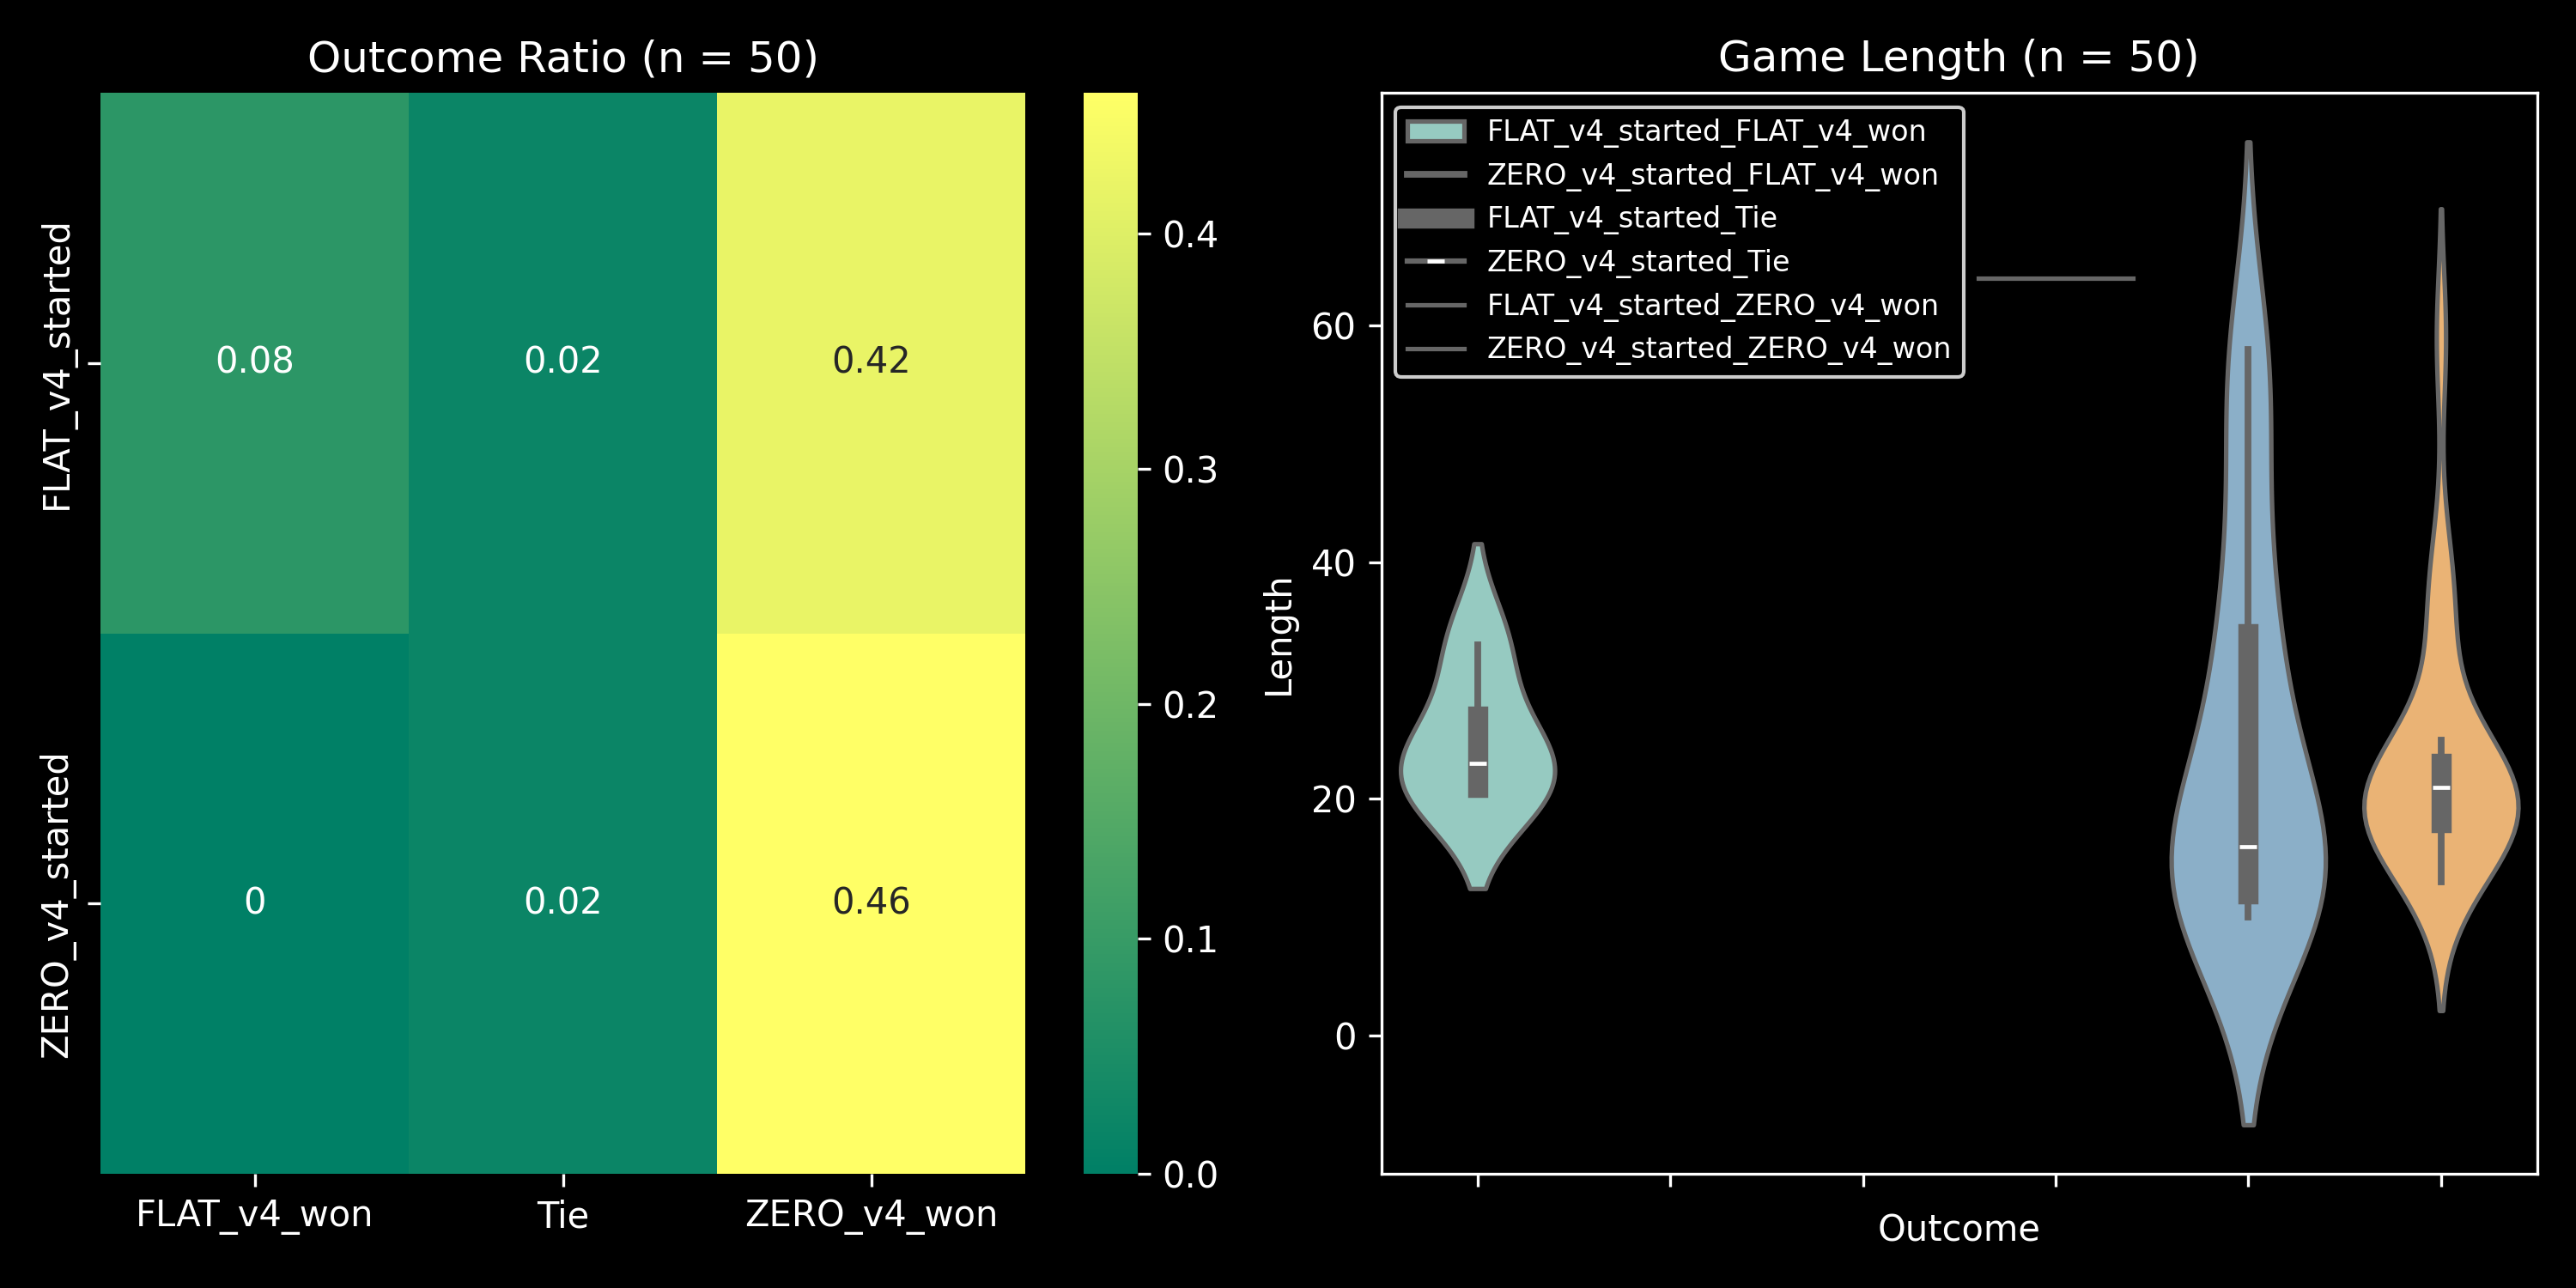 Outcome Ratio (n = 50)
FLAT_v4_started
ZERO_v4_started
0.08
0.02
0.42
0
0.02
0.46
FLAT_v4_won
Tie
ZERO_v4_won
0.4
0.3
0.2
0.1
0.0
Game Length (n = 50)
FLAT_v4_started_FLAT_v4_won
ZERO_v4_started_FLAT_v4_won
FLAT_v4_started_Tie
ZERO_v4_started_Tie
FLAT_v4_started_ZERO_v4_won
ZERO_v4_started_ZERO_v4_won
Length
60
40
20
0
Outcome